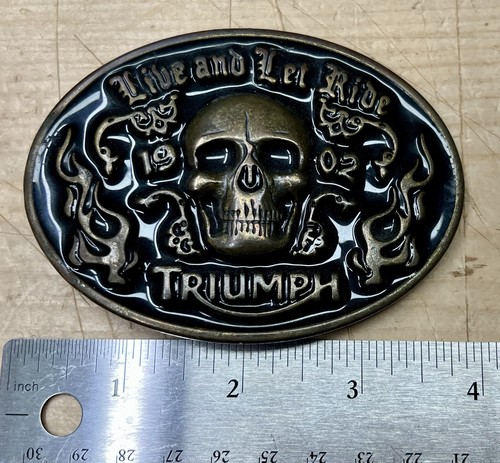 Live and Let Ride
19 02
TRIUMPH
inch 1 2 3 4
30 29 28 27 26 25 24 23 22 21